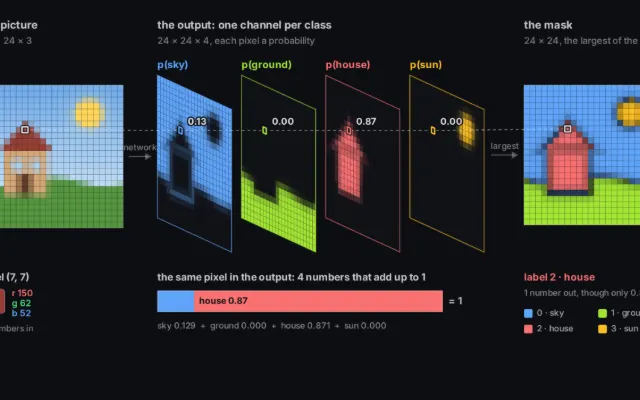 picture
24 × 3
the output: one channel per class
24 × 24 × 4, each pixel a probability
the mask
24 × 24, the largest of the
p(sky)
p(ground)
p(house)
p(sun)
0.13
0.00
0.87
0.00
network
largest
(7, 7)
r 150
g 62
b 52
mbers in
the same pixel in the output: 4 numbers that add up to 1
house 0.87
= 1
sky 0.129 + ground 0.000 + house 0.871 + sun 0.000
label 2 · house
1 number out, though only 0.
0 · sky
1 · grou
2 · house
3 · sun